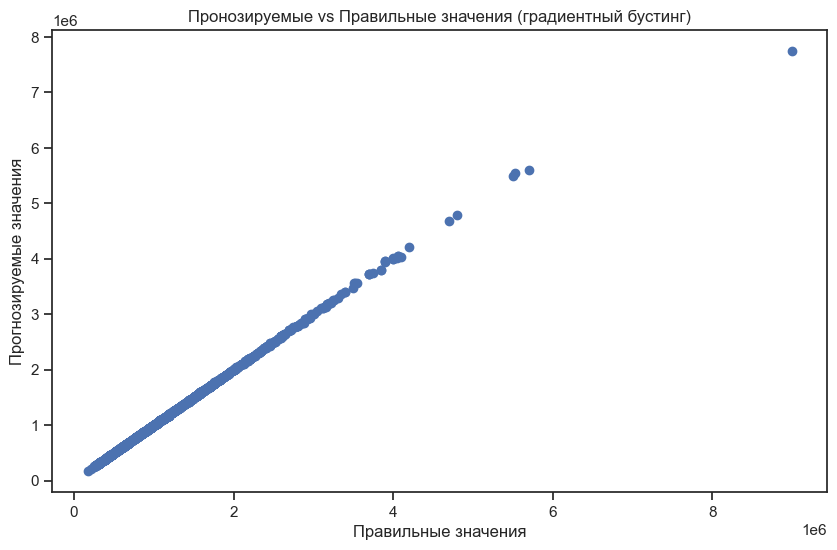 Пронозируемые vs Правильные значения (градиентный бустинг)
1e6
8
7
6
5
4
3
2
1
0
Прогнозируемые значения
0 2 4 6 8
Правильные значения
1e6